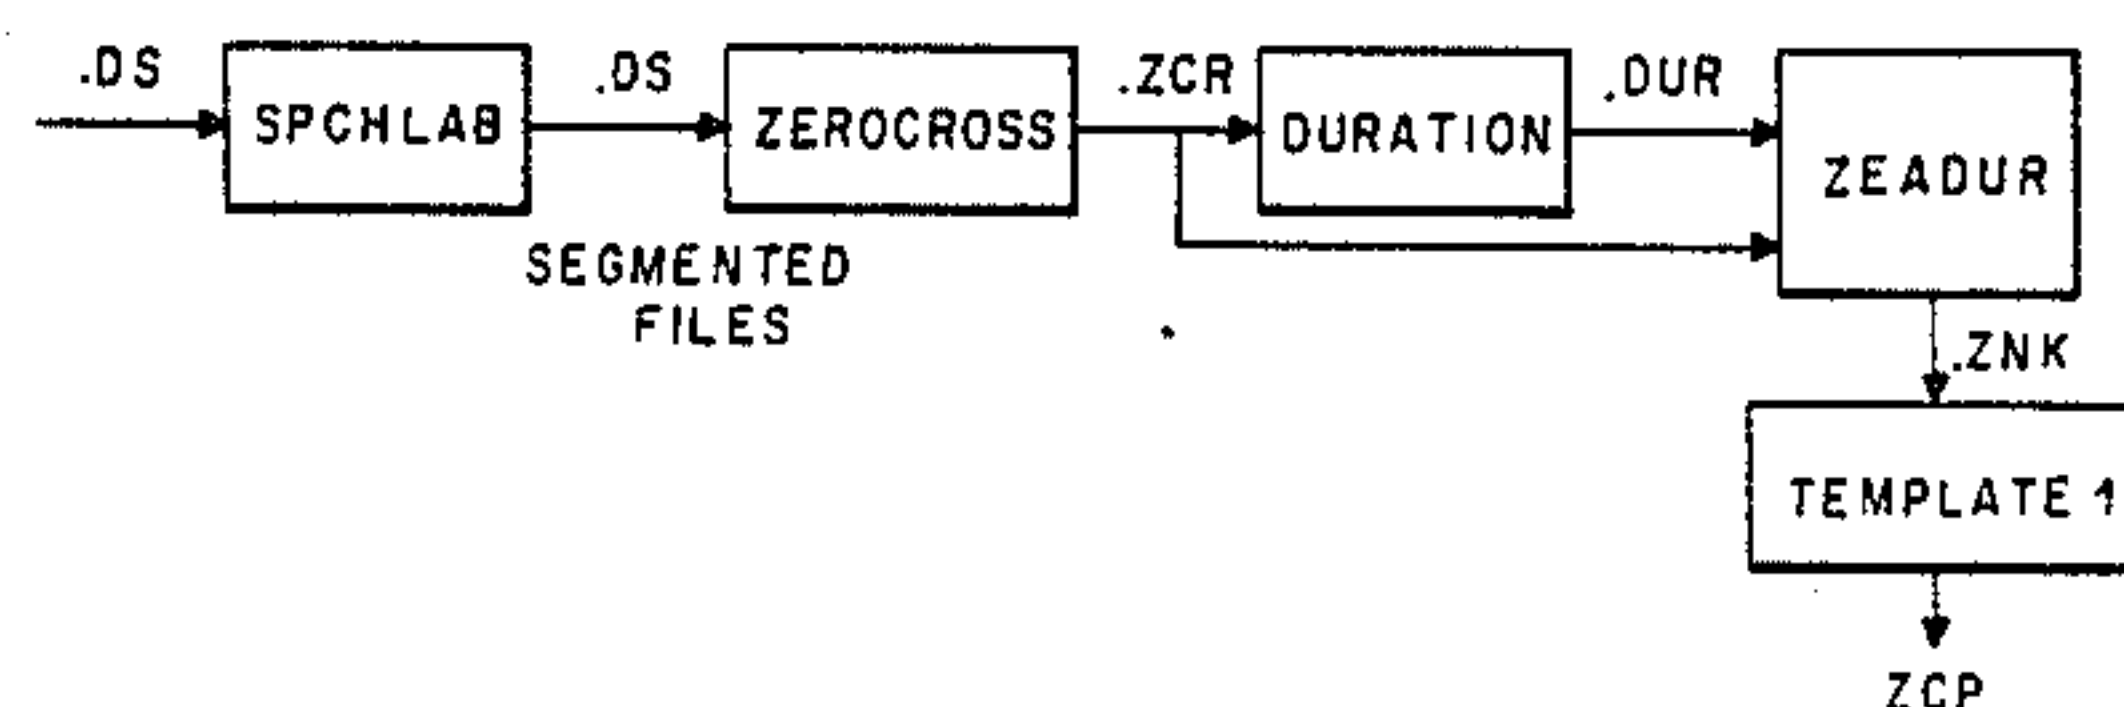 .DS
SPCHLAB
.DS
ZEROCROSS
.ZCR
DURATION
.DUR
ZEADUR
SEGMENTED
FILES
.ZNK
TEMPLATE 1
ZCP